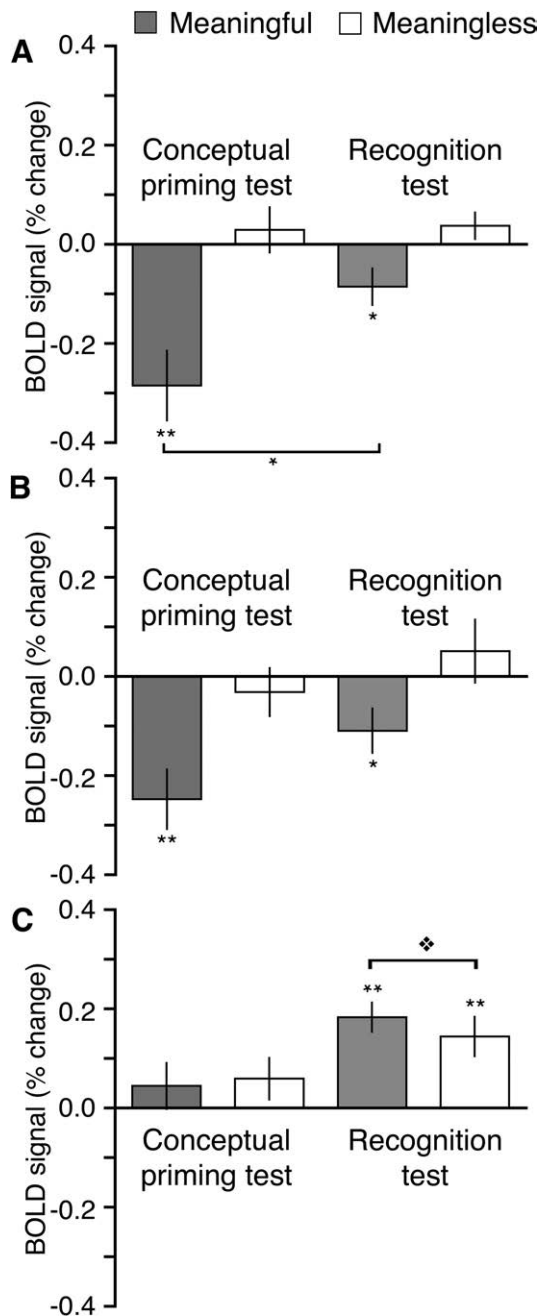 Meaningful Meaningless
A
BOLD signal (% change)
0.4
0.2
0.0
-0.2
-0.4
Conceptual
priming test
Recognition
test
**
*
*
B
BOLD signal (% change)
0.4
0.2
0.0
-0.2
-0.4
Conceptual
priming test
Recognition
test
**
*
C
BOLD signal (% change)
0.4
0.2
0.0
-0.2
-0.4
❖
**
**
Conceptual
priming test
Recognition
test